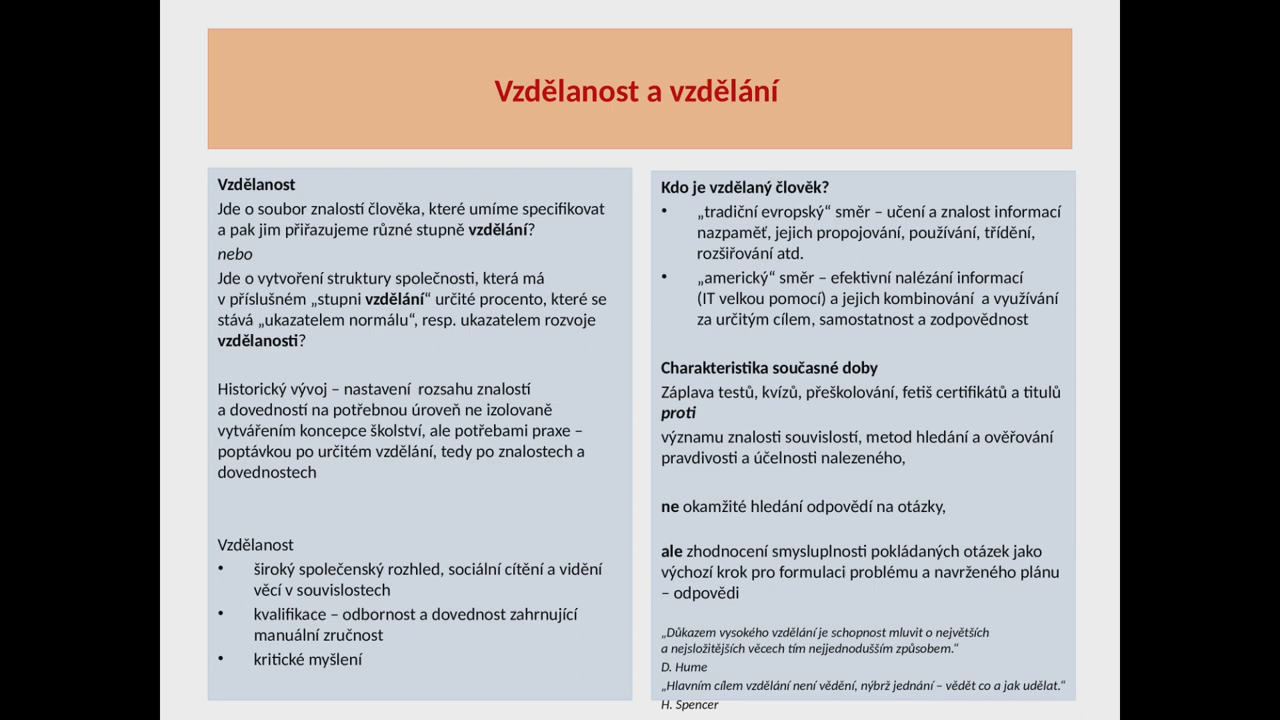 Vzdělanost a vzdělání
Vzdělanost
Jde o soubor znalostí člověka, které umíme specifikovat
a pak jim přiřazujeme různé stupně vzdělání?
nebo
Jde o vytvoření struktury společnosti, která má
v příslušném „stupni vzdělání“ určité procento, které se
stává „ukazatelem normálu“, resp. ukazatelem rozvoje
vzdělanosti?
Historický vývoj – nastavení rozsahu znalostí
a dovedností na potřebnou úroveň ne izolovaně
vytvářením koncepce školství, ale potřebami praxe –
poptávkou po určitém vzdělání, tedy po znalostech a
dovednostech
Vzdělanost
• široký společenský rozhled, sociální cítění a vidění
věcí v souvislostech
• kvalifikace – odbornost a dovednost zahrnující
manuální zručnost
• kritické myšlení
Kdo je vzdělaný člověk?
• „tradiční evropský“ směr – učení a znalost informací
nazpaměť, jejich propojování, používání, třídění,
rozšiřování atd.
• „americký“ směr – efektivní nalézání informací
(IT velkou pomocí) a jejich kombinování a využívání
za určitým cílem, samostatnost a zodpovědnost
Charakteristika současné doby
Záplava testů, kvízů, přeškolování, fetiš certifikátů a titulů
proti
významu znalosti souvislostí, metod hledání a ověřování
pravdivosti a účelnosti nalezeného,
ne okamžité hledání odpovědí na otázky,
ale zhodnocení smysluplnosti pokládaných otázek jako
výchozí krok pro formulaci problému a navrženého plánu
– odpovědi
„Důkazem vysokého vzdělání je schopnost mluvit o největších
a nejsložitějších věcech tím nejjednodušším způsobem.“
D. Hume
„Hlavním cílem vzdělání není vědění, nýbrž jednání – vědět co a jak udělat.“
H. Spencer